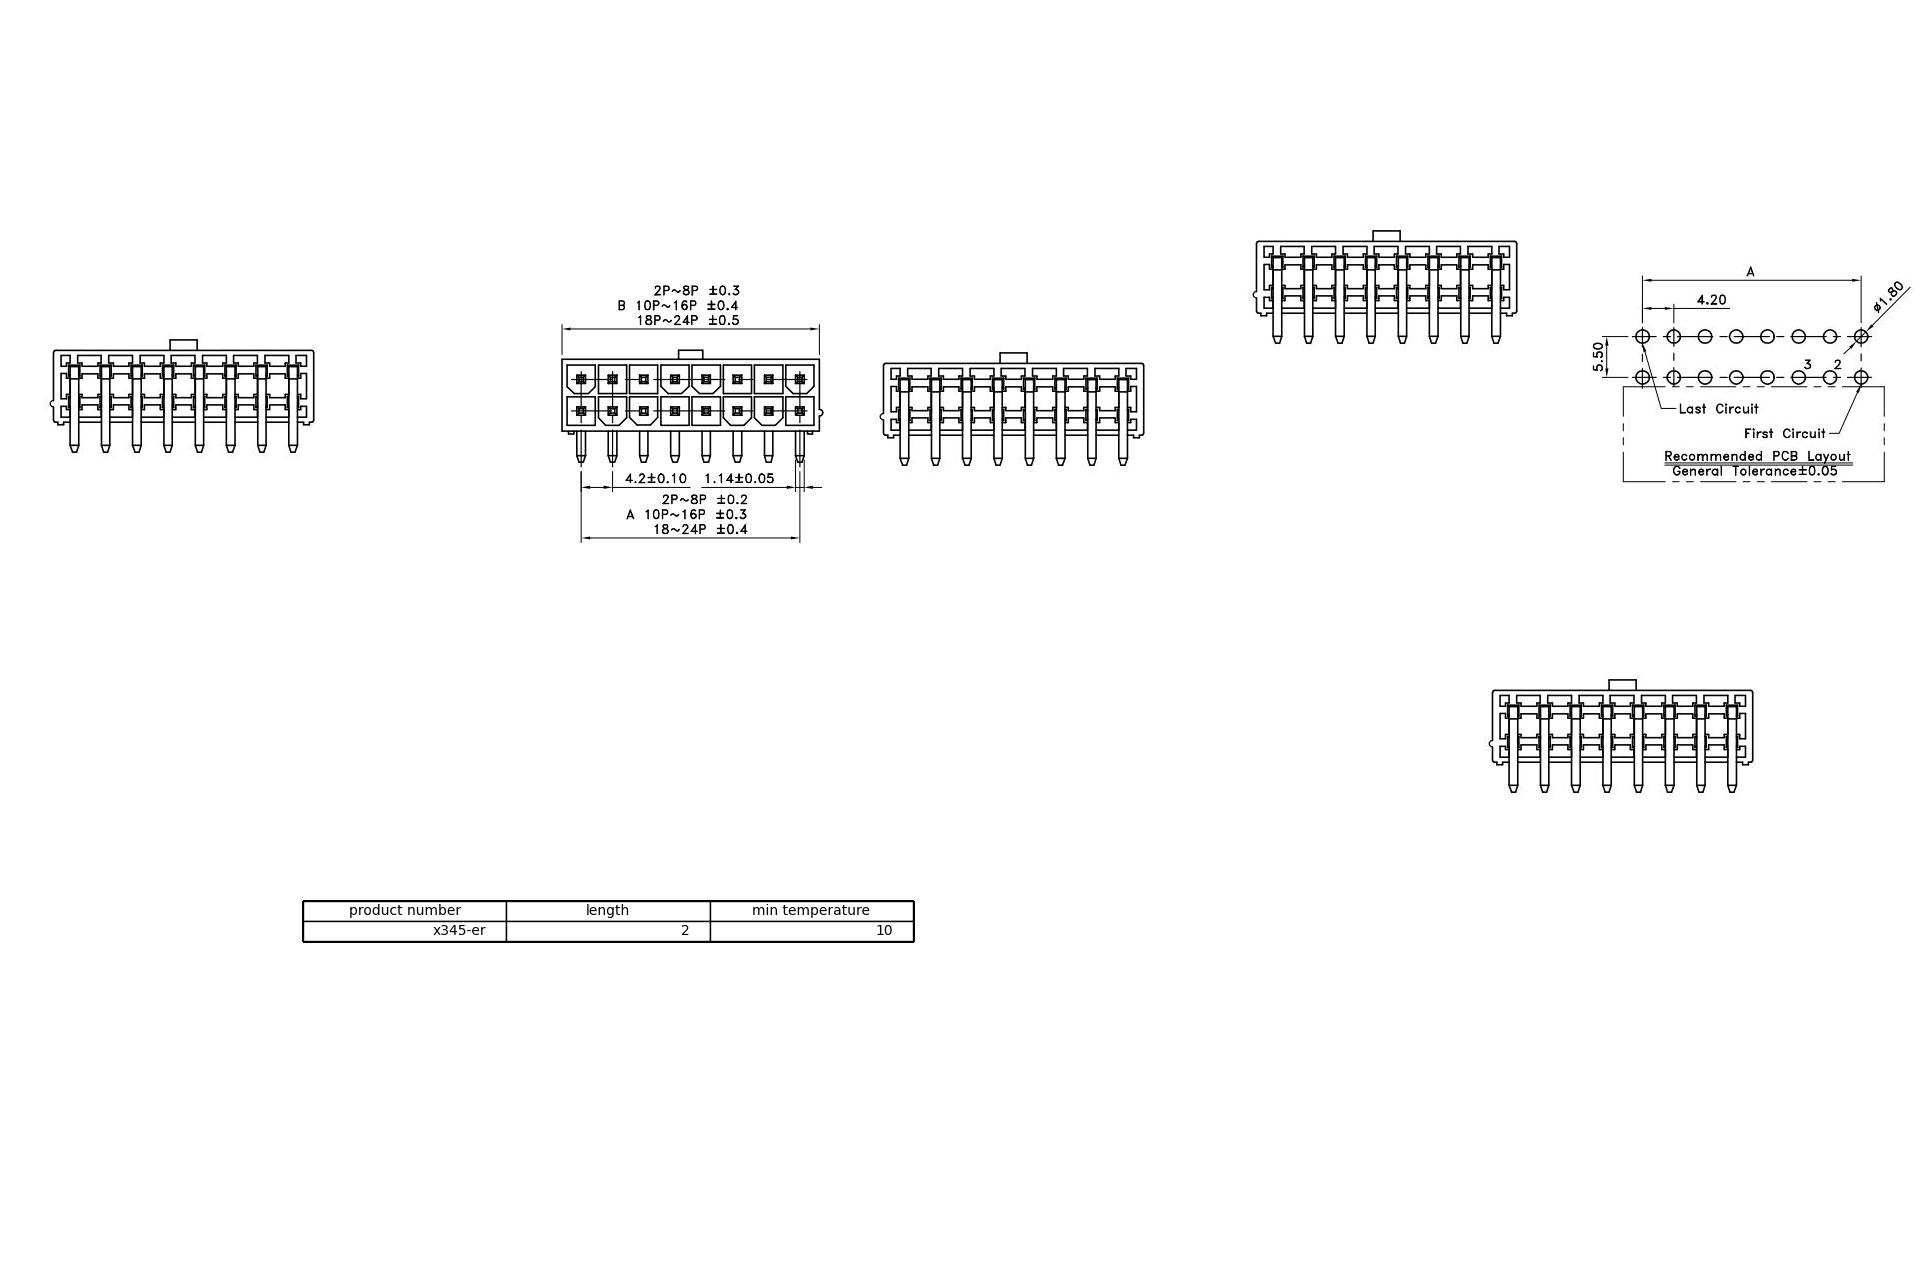 2P~8P ±0.3
B 10P~16P ±0.4
18P~24P ±0.5
4.2±0.10 1.14±0.05
2P~8P ±0.2
A 10P~16P ±0.3
18~24P ±0.4
A
4.20
ø1.80
5.50
3 2
Last Circuit
First Circuit
Recommended PCB Layout
General Tolerance±0.05
product number length min temperature
x345-er 2 10